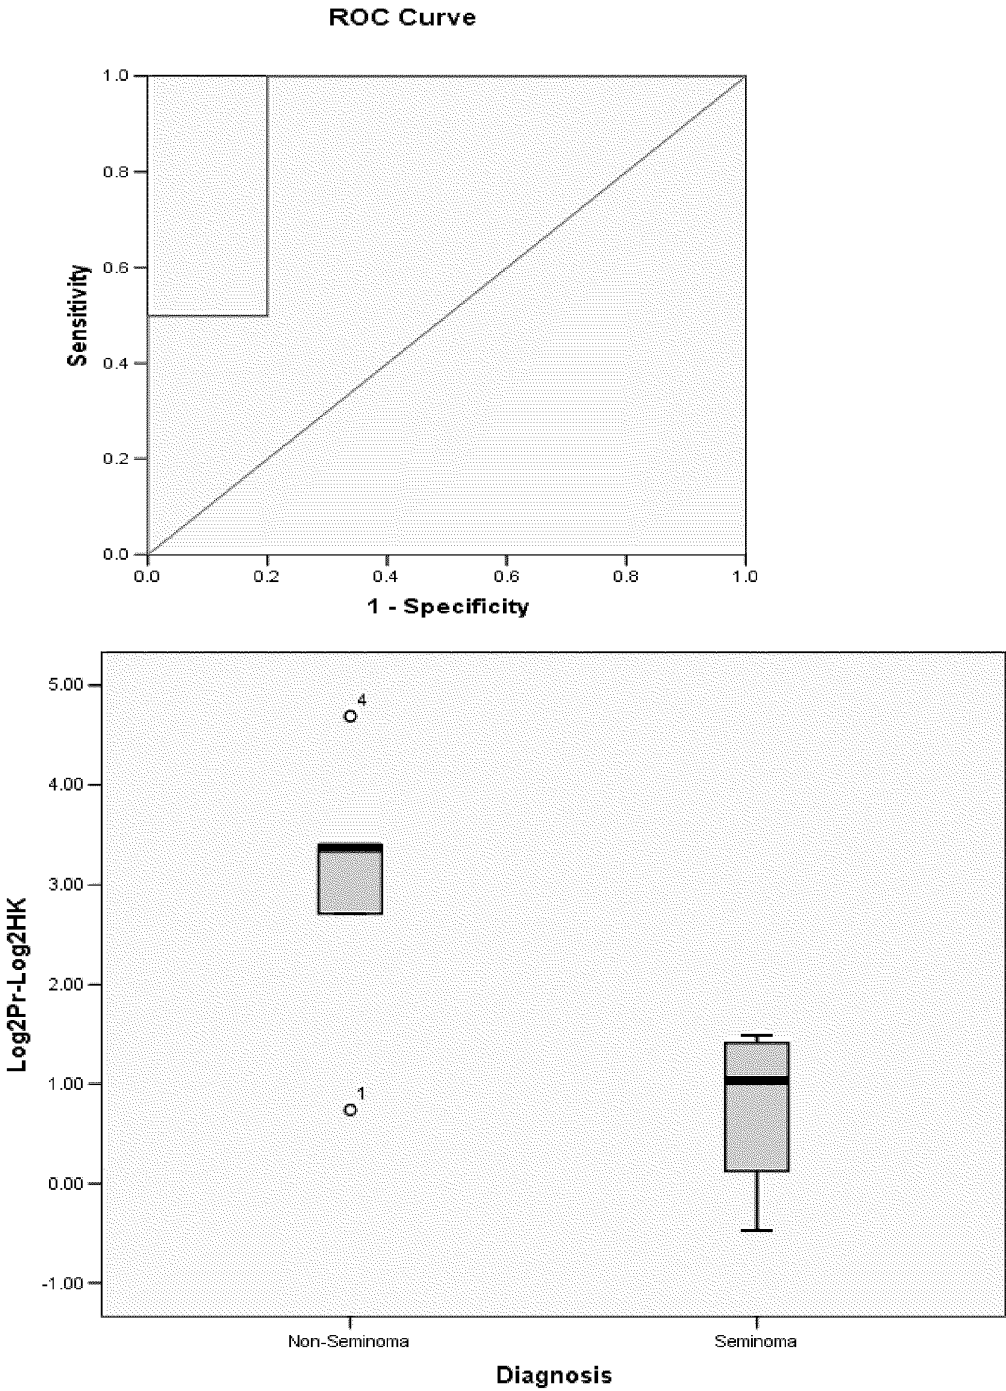 ROC Curve
1.0
0.8
0.6
0.4
0.2
0.0
Sensitivity
0.0 0.2 0.4 0.6 0.8 1.0
1 - Specificity
5.00
4.00
3.00
2.00
1.00
0.00
-1.00
Log2Pr-Log2HK
4
1
Non-Seminoma Seminoma
Diagnosis